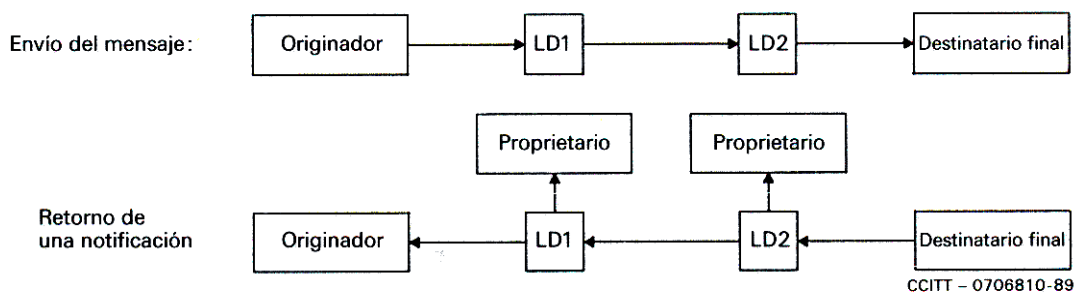 Envío del mensaje: Originador LD1 LD2 Destinatario final
Proprietario Proprietario
Retorno de
una notificación Originador LD1 LD2 Destinatario final
CCITT – 0706810-89